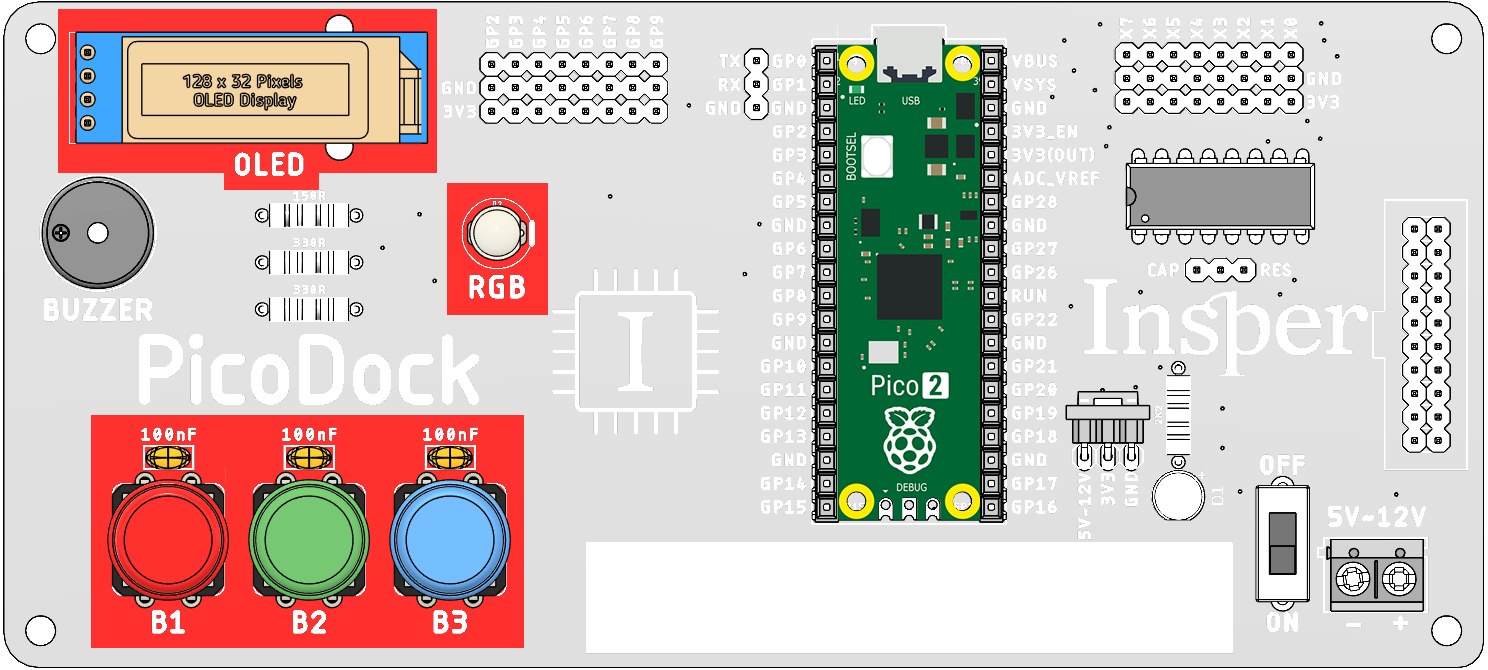 128 x 32 Pixels
OLED Display
OLED
BUZZER
150R
330R
330R
RGB
GP2 GP3 GP4 GP5 GP6 GP7 GP8 GP9
GND
3V3
TX
RX
GND
GP0
GP1
GND
GP2
GP3
GP4
GP5
GND
GP6
GP7
GP8
GP9
GND
GP10
GP11
GP12
GP13
GND
GP14
GP15
LED
USB
BOOTSEL
Pico 2
DEBUG
VBUS
VSYS
GND
3V3_EN
3V3(OUT)
ADC_VREF
GP28
GND
GP27
GP26
RUN
GP22
GND
GP21
GP20
GP19
GP18
GND
GP17
GP16
X7 X6 X5 X4 X3 X2 X1 X0
GND
3V3
CAP
RES
Insper
PicoDock
I
100nF 100nF 100nF
B1 B2 B3
5V-12V
3V3
GND
2K2
D1
OFF
ON
5V~12V
- +